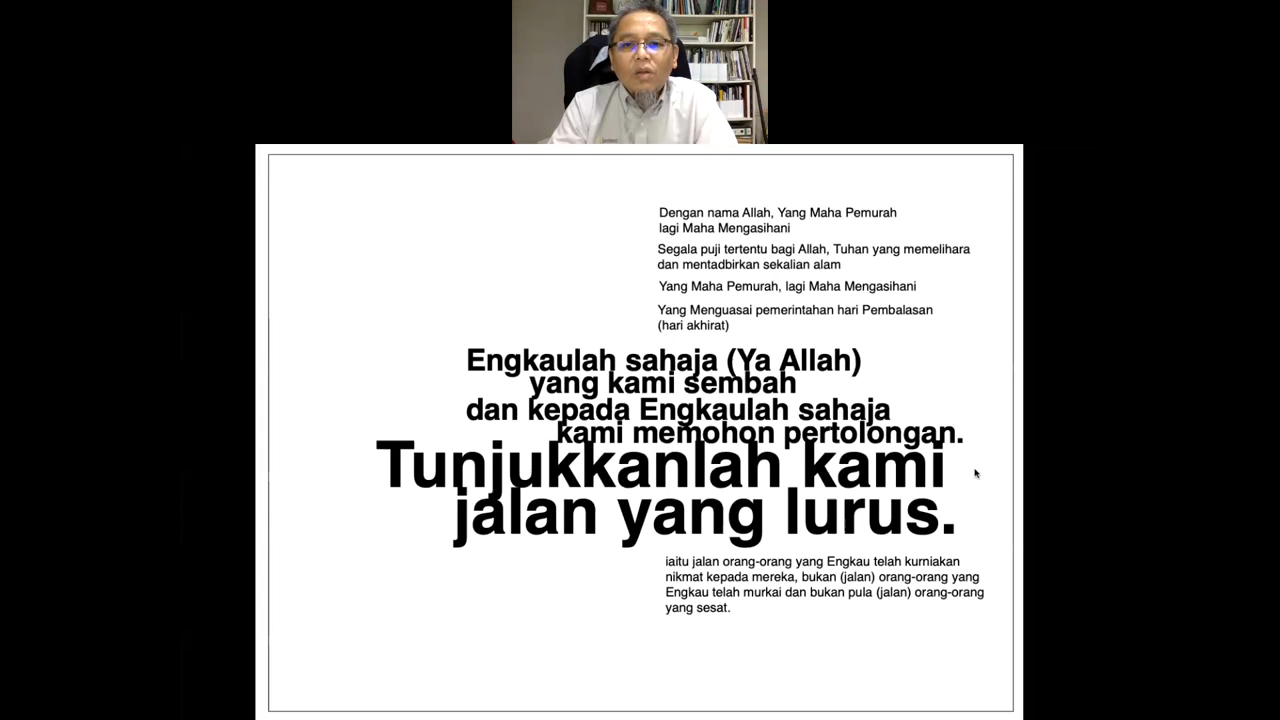 Dengan nama Allah, Yang Maha Pemurah
lagi Maha Mengasihani
Segala puji tertentu bagi Allah, Tuhan yang memelihara
dan mentadbirkan sekalian alam
Yang Maha Pemurah, lagi Maha Mengasihani
Yang Menguasai pemerintahan hari Pembalasan
(hari akhirat)
Engkaulah sahaja (Ya Allah)
yang kami sembah
dan kepada Engkaulah sahaja
kami memohon pertolongan.
Tunjukkanlah kami
jalan yang lurus.
iaitu jalan orang-orang yang Engkau telah kurniakan
nikmat kepada mereka, bukan (jalan) orang-orang yang
Engkau telah murkai dan bukan pula (jalan) orang-orang
yang sesat.